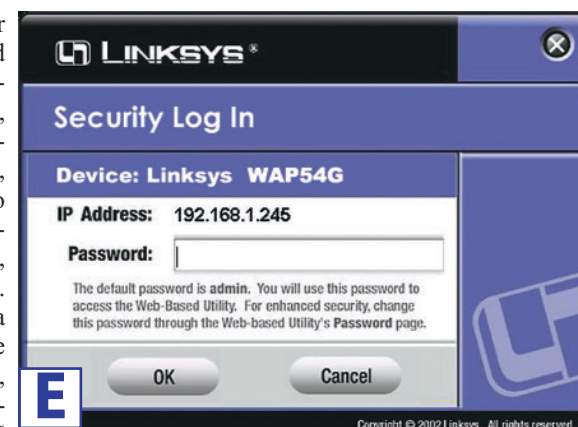 LINKSYS®
Security Log In
Device: Linksys WAP54G
IP Address: 192.168.1.245
Password:
The default password is admin. You will use this password to
access the Web-Based Utility. For enhanced security, change
this password through the Web-based Utility's Password page.
OK Cancel
E
Copyright © 2002 Linksys. All rights reserved.